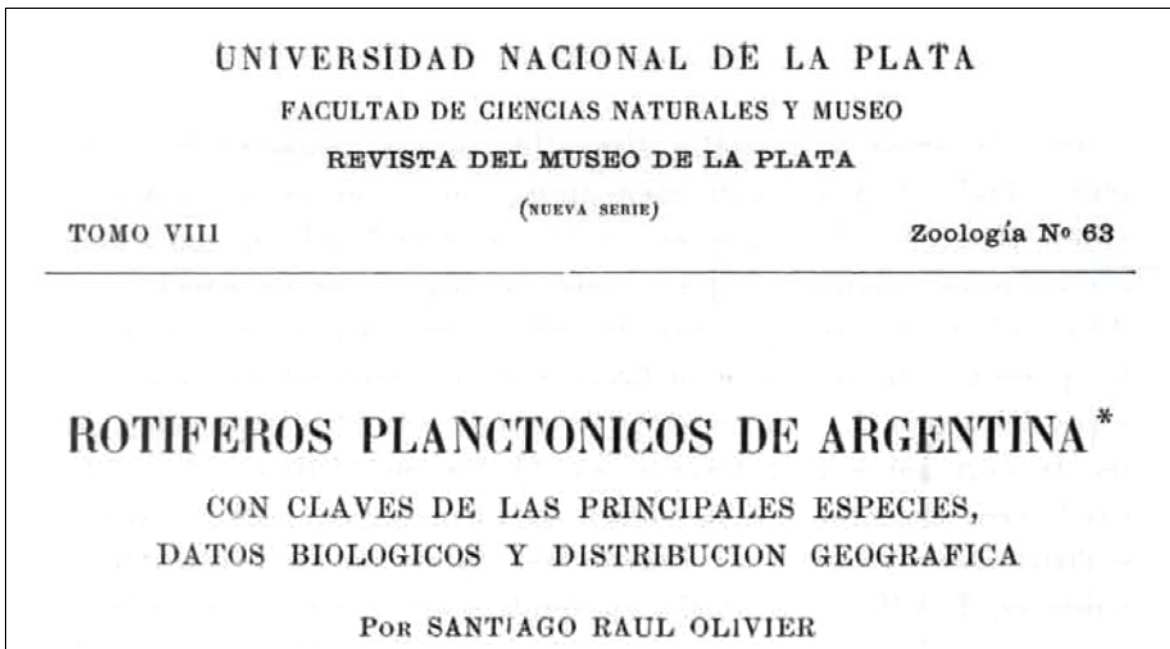 UNIVERSIDAD NACIONAL DE LA PLATA
FACULTAD DE CIENCIAS NATURALES Y MUSEO
REVISTA DEL MUSEO DE LA PLATA
(NUEVA SERIE)
TOMO VIII Zoología Nº 63
ROTIFEROS PLANCTONICOS DE ARGENTINA*
CON CLAVES DE LAS PRINCIPALES ESPECIES,
DATOS BIOLOGICOS Y DISTRIBUCION GEOGRAFICA
POR SANTIAGO RAUL OLIVIER